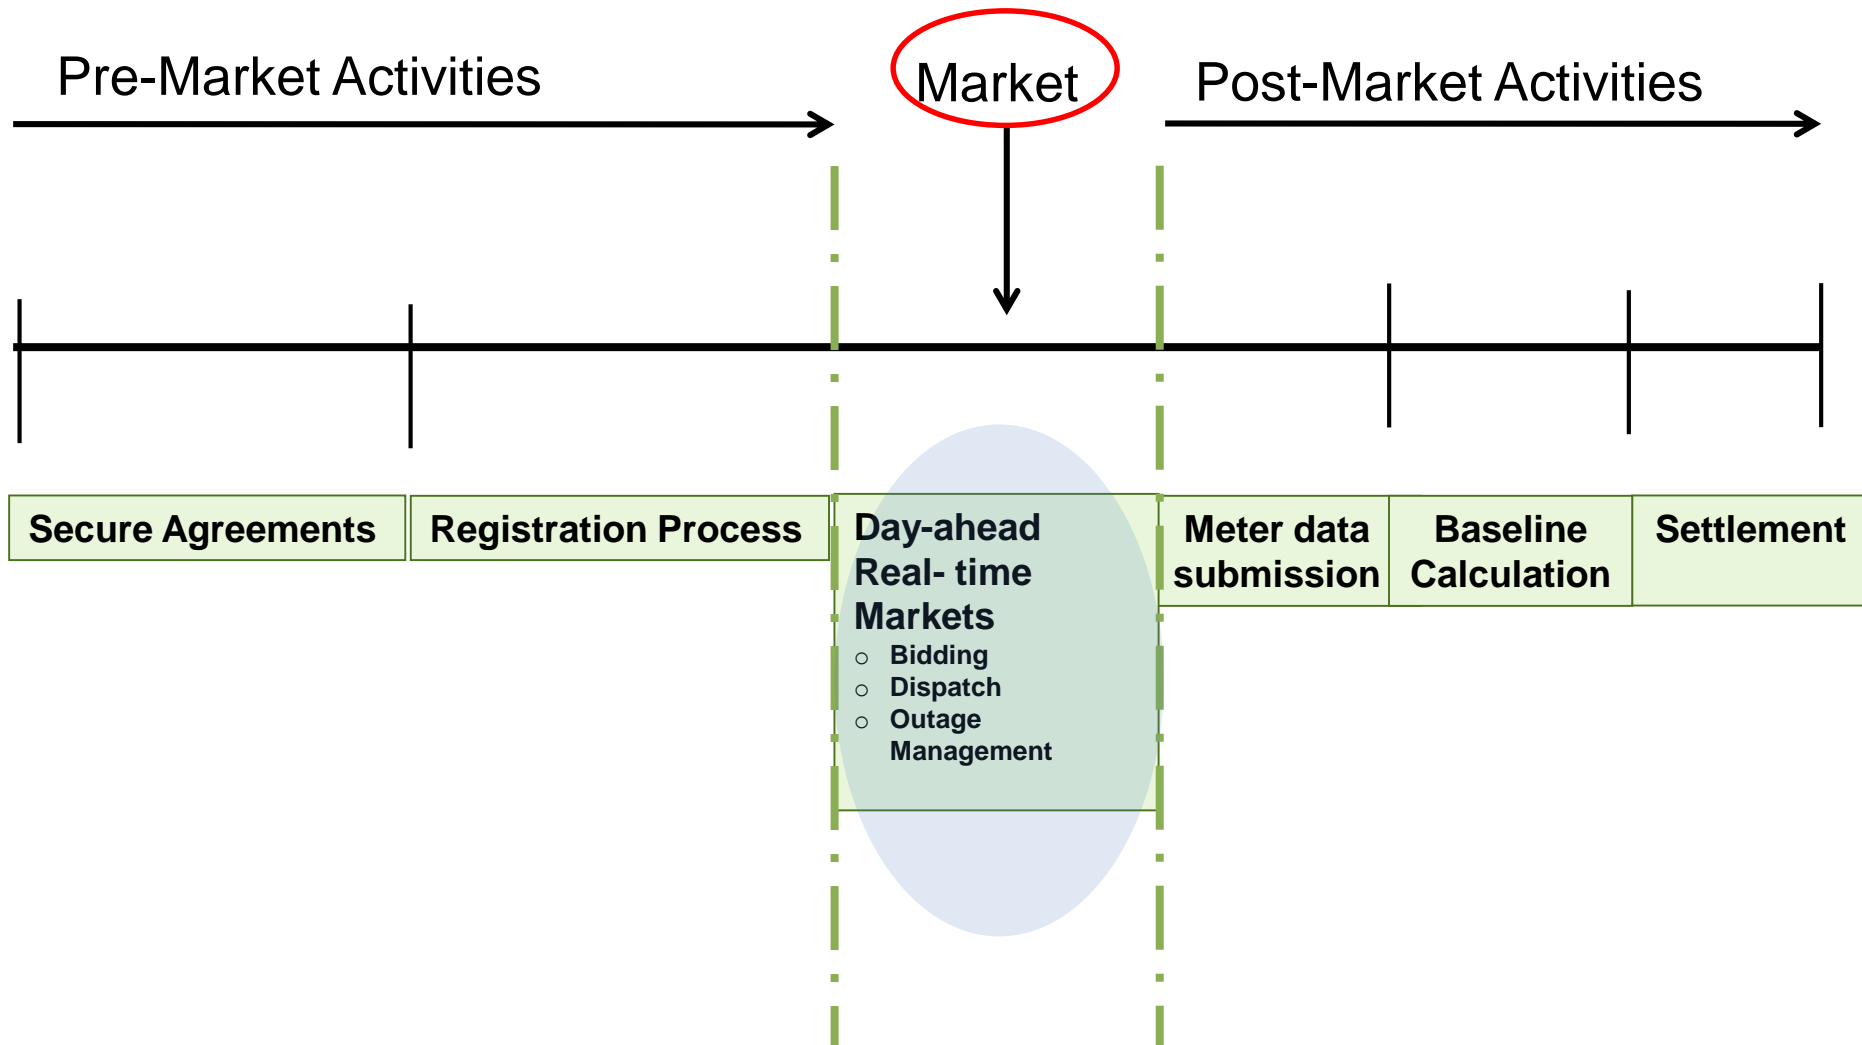 Pre-Market Activities
Market
Post-Market Activities
Secure Agreements
Registration Process
Day-ahead
Real- time
Markets
o Bidding
o Dispatch
o Outage
Management
Meter data
submission
Baseline
Calculation
Settlement